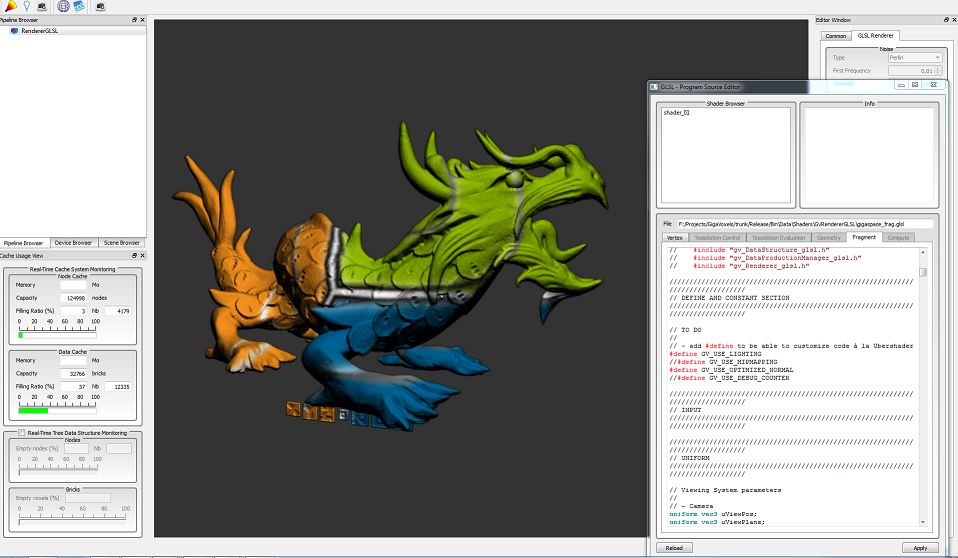 Pipeline Browser
RendererGLSL
Pipeline Browser
Device Browser
Scene Browser
Cache Usage View
Real-Time Cache System Monitoring
Node Cache
Memory
Mo
Capacity
124998
nodes
Filling Ratio (%)
3
Nb
4179
0 20 40 60 80 100
Data Cache
Memory
Mo
Capacity
32766
bricks
Filling Ratio (%)
37
Nb
12335
0 20 40 60 80 100
Real-Time Tree Data Structure Monitoring
Nodes
Empty nodes (%)
Nb
0 20 40 60 80 100
Bricks
Empty voxels (%)
0 20 40 60 80 100
Editor Window
Common
GLSL Renderer
Noise
Type
Perlin
First Frequency
0,01
GLSL - Program Source Editor
Shader Browser
shader_01
Info
File
F:/Projects/GigaVoxels/trunk/Release/Bin/Data/Shaders/GvRendererGLSL/gigaspace_frag.glsl
Vertex
Tesselation Control
Tesselation Evaluation
Geometry
Fragment
Compute
// #include "gv_DataStructure_glsl.h"
// #include "gv_DataProductionManager_glsl.h"
// #include "gv_Renderer_glsl.h"
// DEFINE AND CONSTANT SECTION
// TO DO
//
// - add #define to be able to customize code à la Ubershader
#define GV_USE_LIGHTING
//#define GV_USE_MIPMAPPING
#define GV_USE_OPTIMIZED_NORMAL
//#define GV_USE_DEBUG_COUNTER
// INPUT
// UNIFORM
// Viewing System parameters
//
// - Camera
uniform vec3 uViewPos;
uniform vec3 uViewPlane;
Reload
Apply